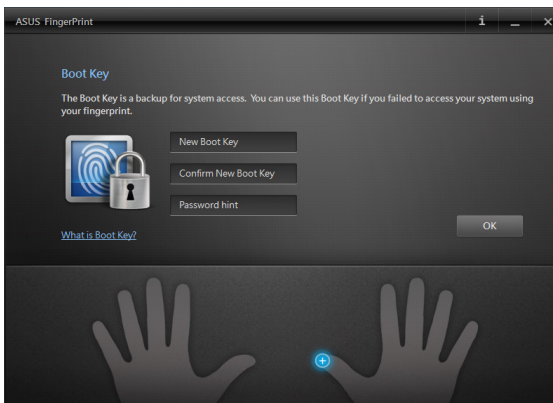 ASUS FingerPrint
Boot Key
The Boot Key is a backup for system access. You can use this Boot Key if you failed to access your system using
your fingerprint.
New Boot Key
Confirm New Boot Key
Password hint
OK
What is Boot Key?